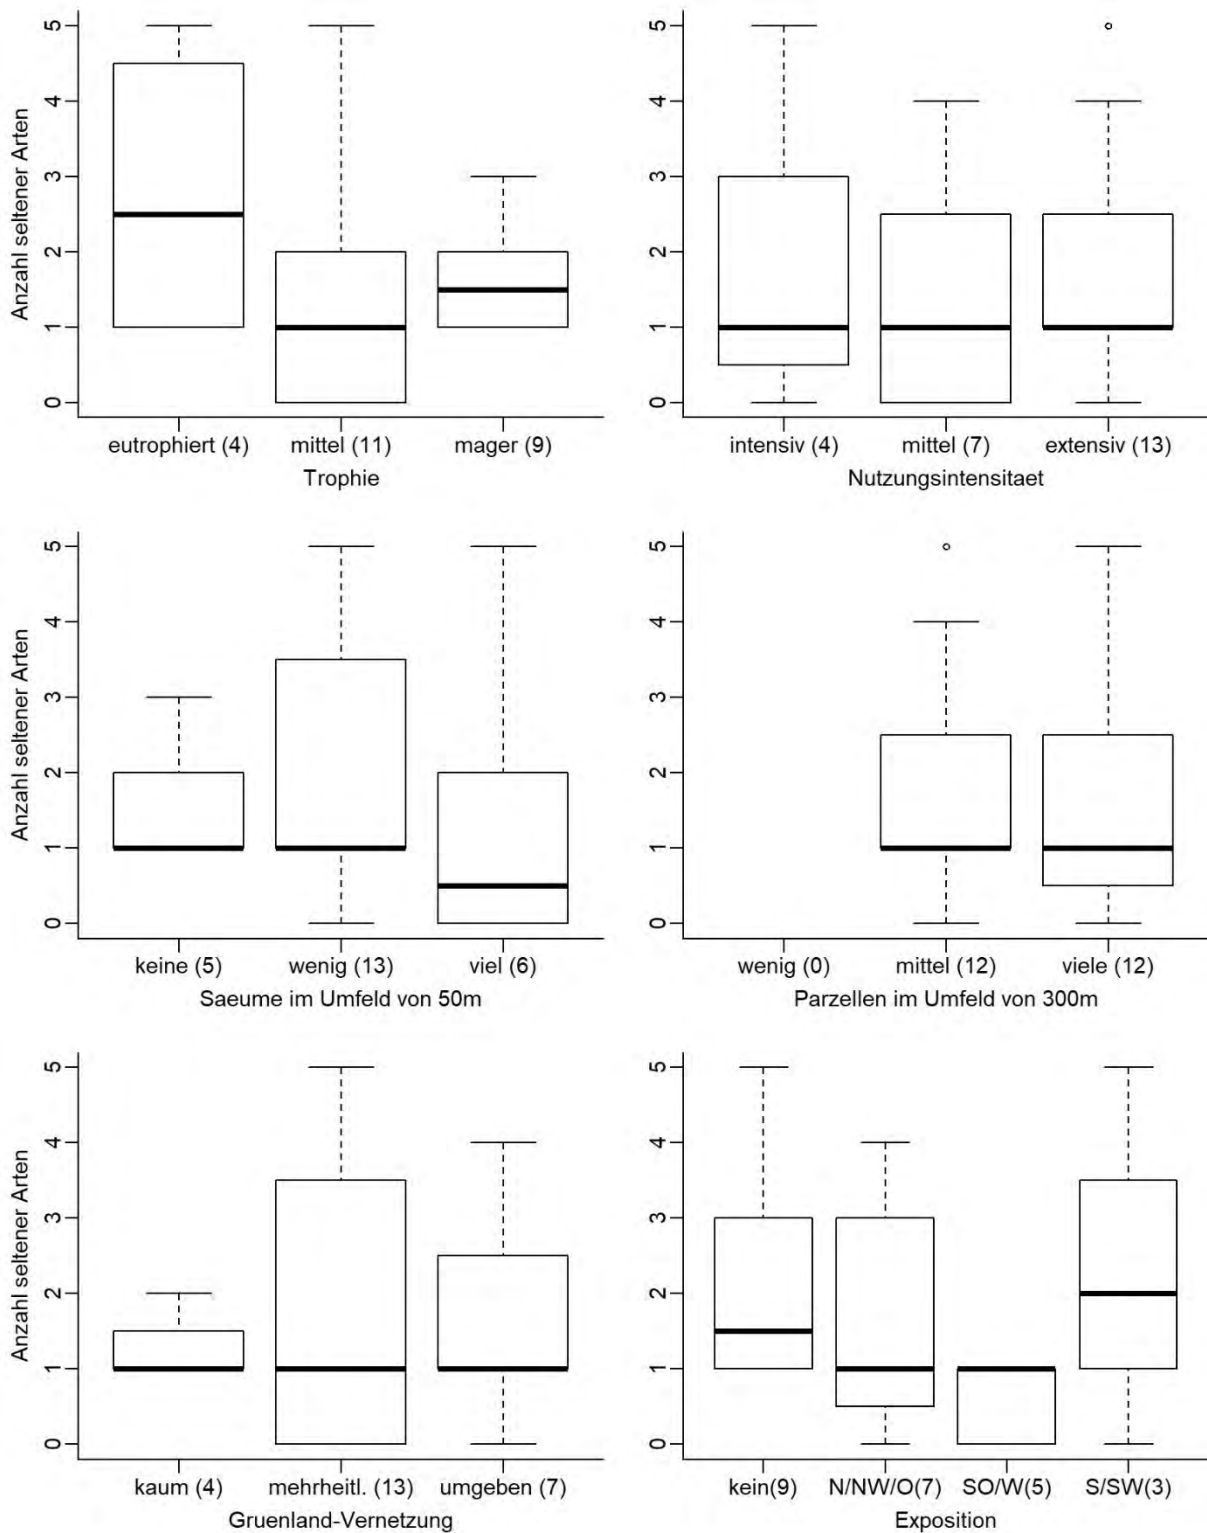 Anzahl seltener Arten
5
4
3
2
1
0
eutrophiert (4) mittel (11) mager (9)
Trophie
5
4
3
2
1
0
intensiv (4) mittel (7) extensiv (13)
Nutzungsintensitaet
Anzahl seltener Arten
5
4
3
2
1
0
keine (5) wenig (13) viel (6)
Saeume im Umfeld von 50m
5
4
3
2
1
0
wenig (0) mittel (12) viele (12)
Parzellen im Umfeld von 300m
Anzahl seltener Arten
5
4
3
2
1
0
kaum (4) mehrheitl. (13) umgeben (7)
Gruenland-Vernetzung
5
4
3
2
1
0
kein(9) N/NW/O(7) SO/W(5) S/SW(3)
Exposition